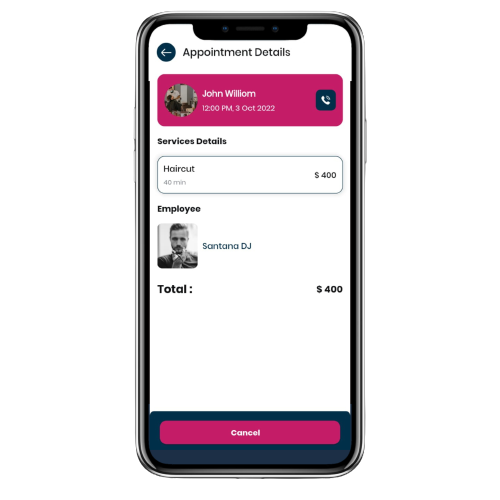 Appointment Details
John Williom
12:00 PM, 3 Oct 2022
Services Details
Haircut
$ 400
40 min
Employee
Santana DJ
Total :
$ 400
Cancel